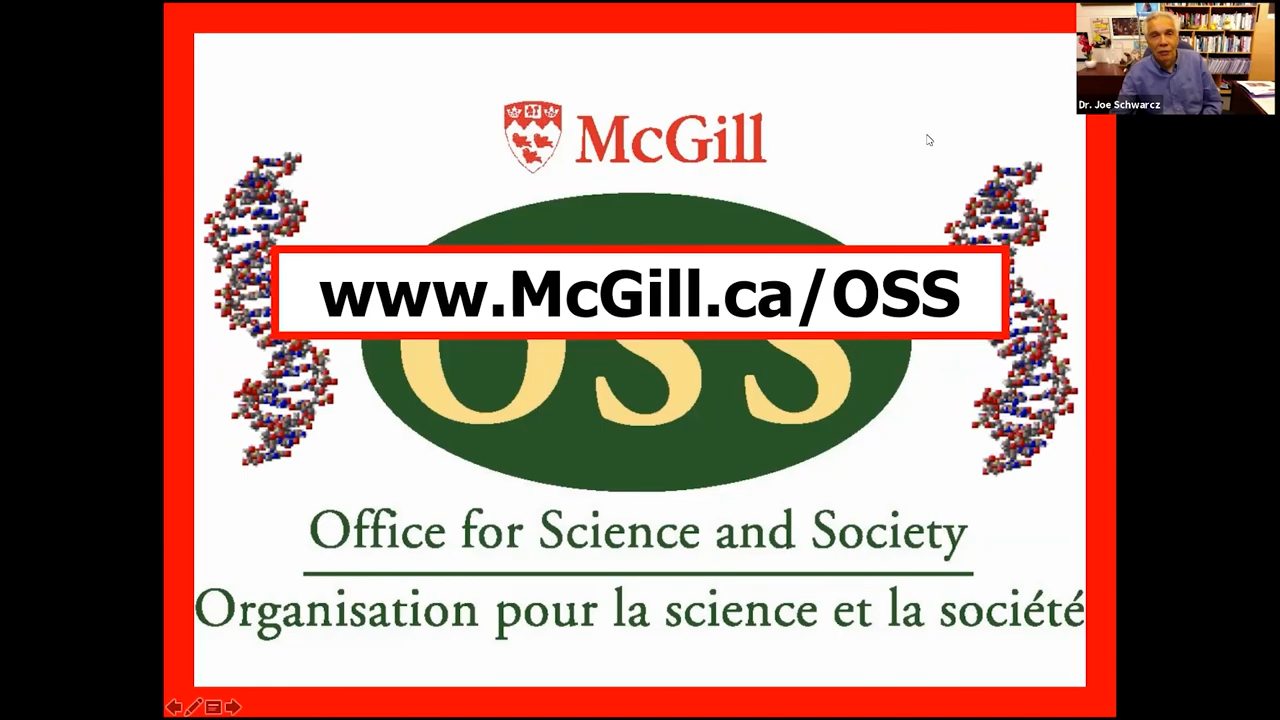 Dr. Joe Schwarcz
McGill
www.McGill.ca/OSS
OSS
Office for Science and Society
Organisation pour la science et la société